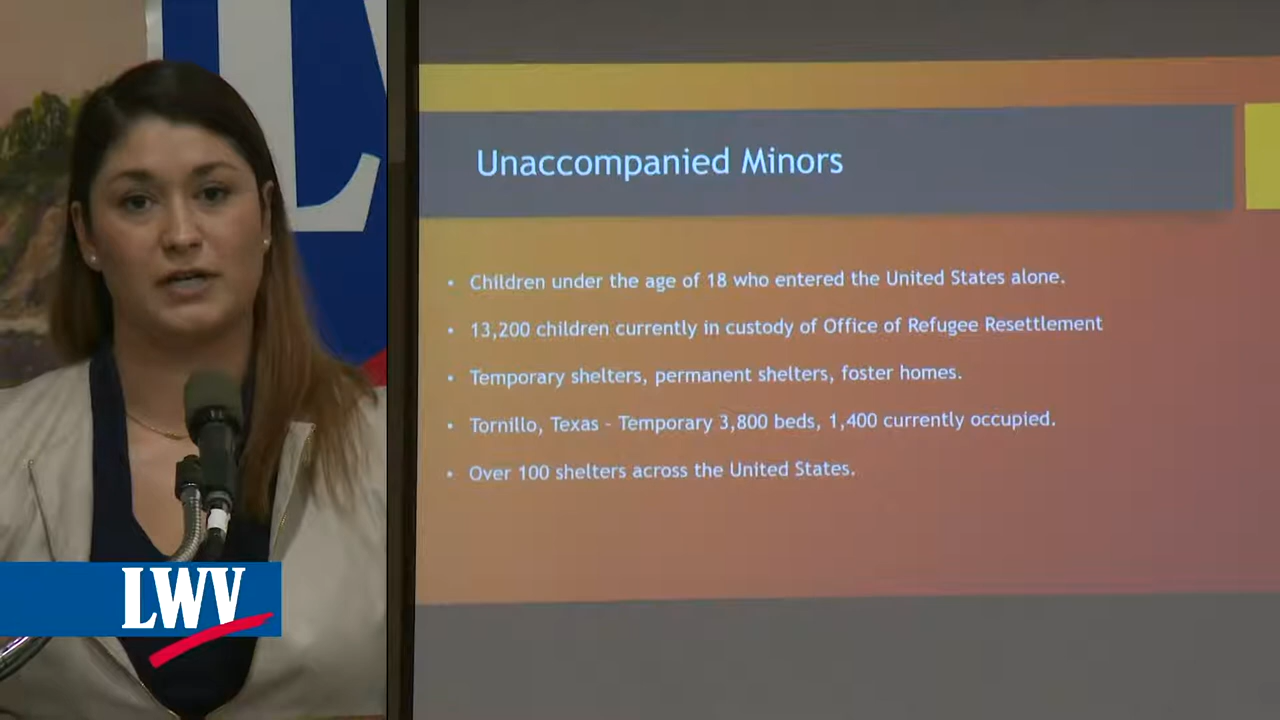 L
Unaccompanied Minors
• Children under the age of 18 who entered the United States alone.
• 13,200 children currently in custody of Office of Refugee Resettlement
• Temporary shelters, permanent shelters, foster homes.
• Tornillo, Texas - Temporary 3,800 beds, 1,400 currently occupied.
• Over 100 shelters across the United States.
LWV